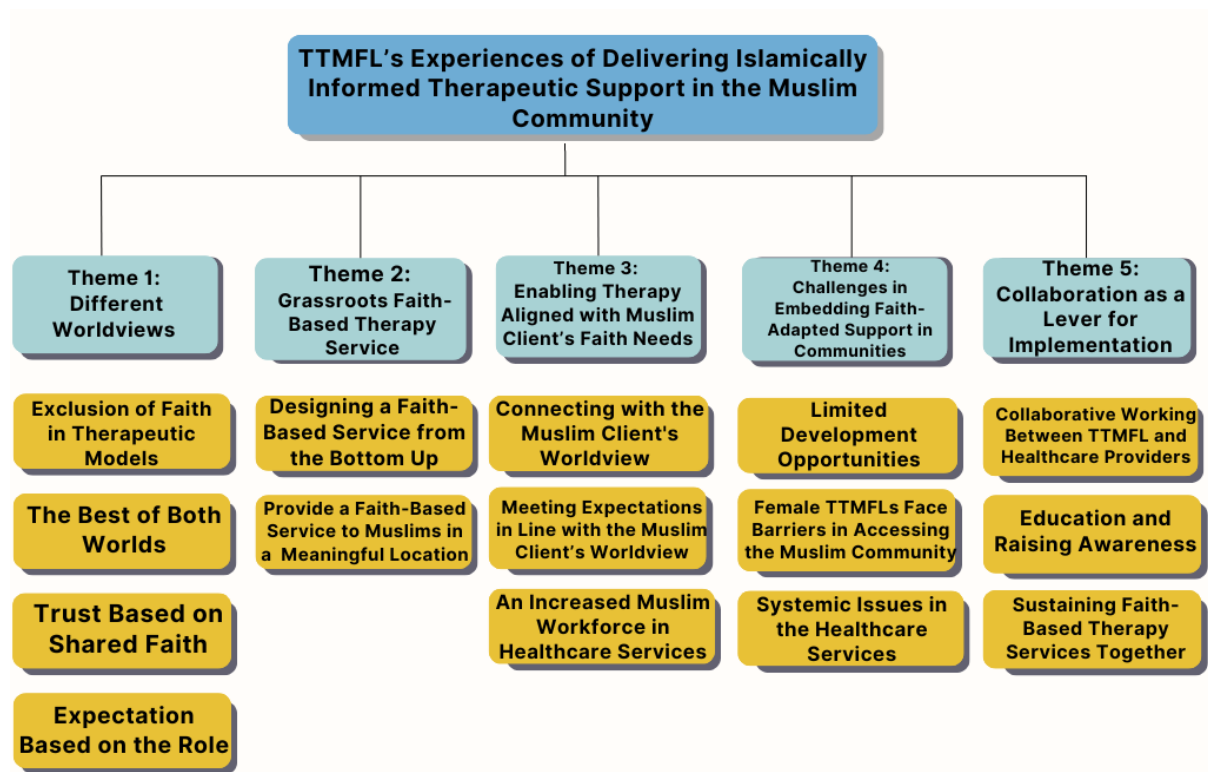 TTMFL’s Experiences of Delivering Islamically
Informed Therapeutic Support in the Muslim
Community
Theme 1:
Different
Worldviews
Exclusion of Faith
in Therapeutic
Models
The Best of Both
Worlds
Trust Based on
Shared Faith
Expectation
Based on the Role
Theme 2:
Grassroots Faith-
Based Therapy
Service
Designing a Faith-
Based Service from
the Bottom Up
Provide a Faith-Based
Service to Muslims in
a Meaningful Location
Theme 3:
Enabling Therapy
Aligned with Muslim
Client’s Faith Needs
Connecting with the
Muslim Client's
Worldview
Meeting Expectations
in Line with the Muslim
Client’s Worldview
An Increased Muslim
Workforce in
Healthcare Services
Theme 4:
Challenges in
Embedding Faith-
Adapted Support in
Communities
Limited
Development
Opportunities
Female TTMFLs Face
Barriers in Accessing
the Muslim Community
Systemic Issues in
the Healthcare
Services
Theme 5:
Collaboration as a
Lever for
Implementation
Collaborative Working
Between TTMFL and
Healthcare Providers
Education and
Raising Awareness
Sustaining Faith-
Based Therapy
Services Together